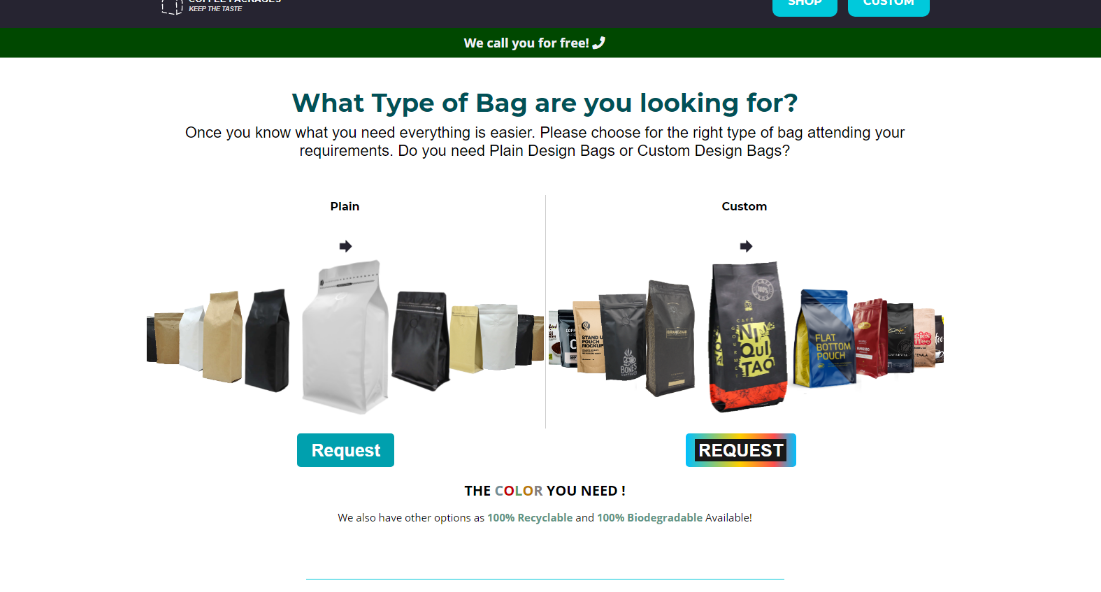 COFFEE PACKAGES
KEEP THE TASTE
SHOP
CUSTOM
We call you for free!
What Type of Bag are you looking for?
Once you know what you need everything is easier. Please choose for the right type of bag attending your
requirements. Do you need Plain Design Bags or Custom Design Bags?
Plain
Custom
STAND UP
POUCH
MOCKUP
CAFÉ
GOURMET
NI
QUI
TAO
100%
FLAT
BOTTOM
POUCH
Request
REQUEST
THE COLOR YOU NEED !
We also have other options as 100% Recyclable and 100% Biodegradable Available!